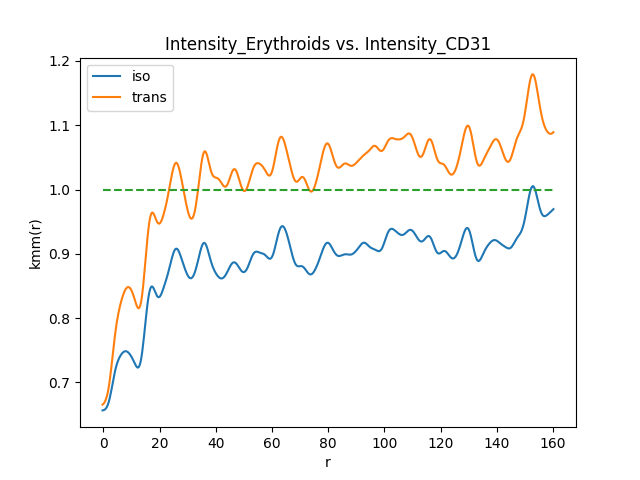 Intensity_Erythroids vs. Intensity_CD31
iso
trans
1.2
1.1
1.0
0.9
0.8
0.7
kmm(r)
0 20 40 60 80 100 120 140 160
r